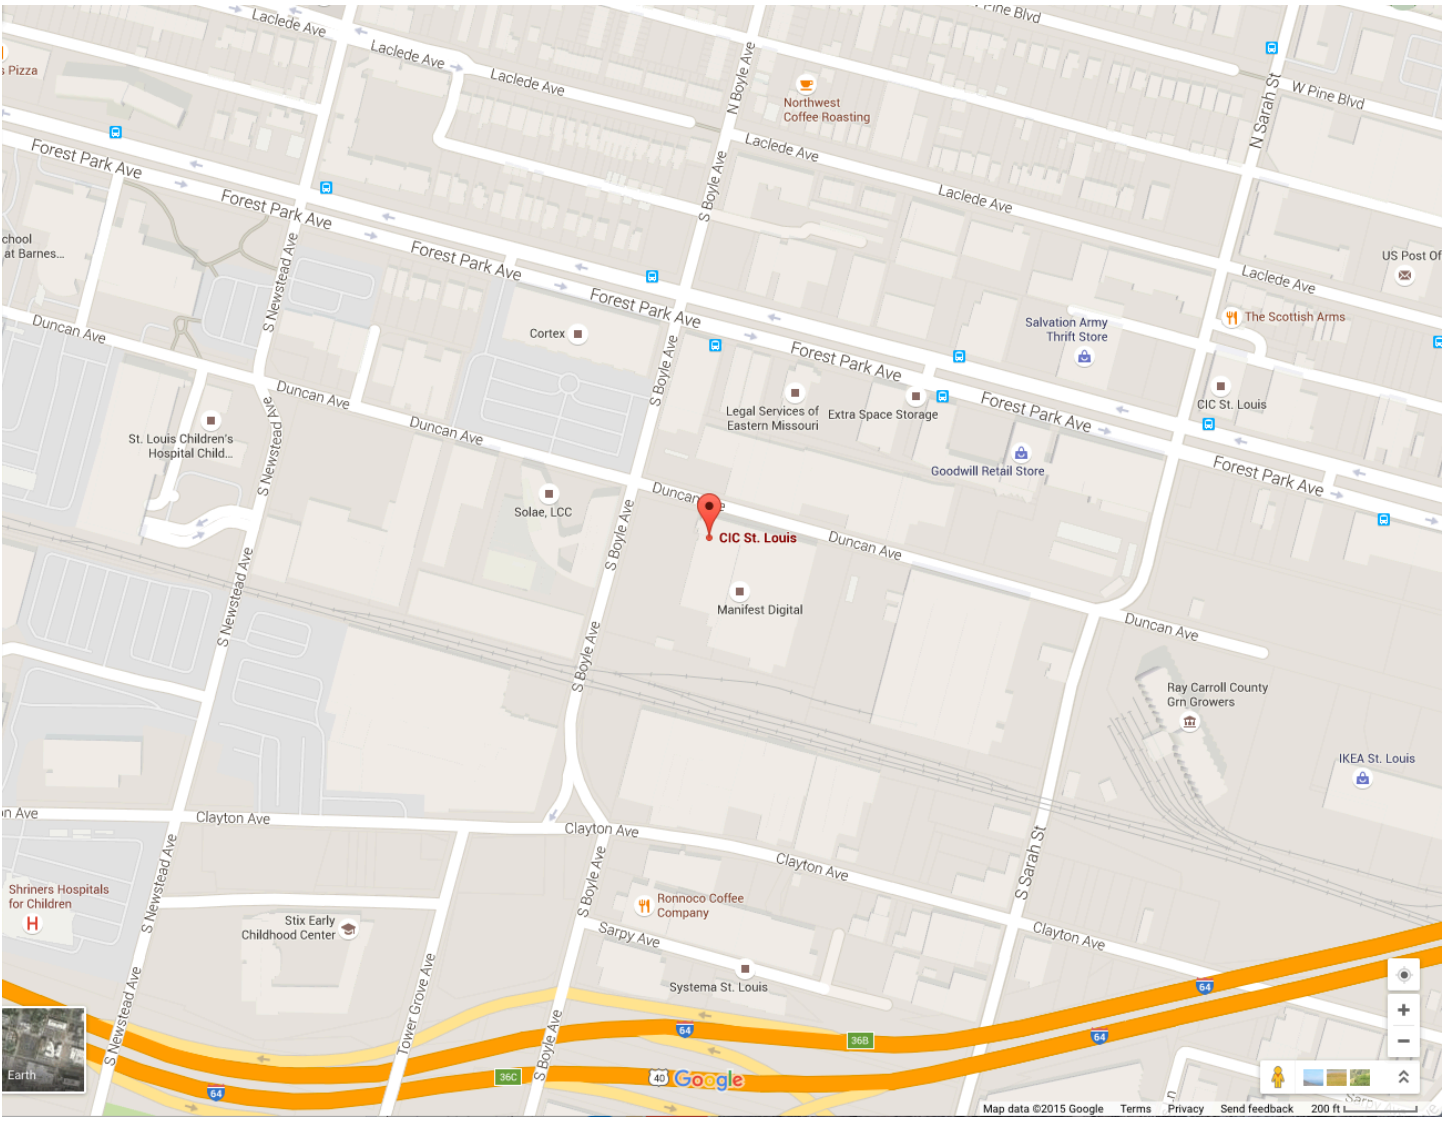 Laclede Ave
Pine Blvd
s Pizza
Laclede Ave
Laclede Ave
N Boyle Ave
Northwest
Coffee Roasting
W Pine Blvd
N Sarah St
Forest Park Ave
Laclede Ave
S Boyle Ave
Laclede Ave
Forest Park Ave
chool
at Barnes...
Forest Park Ave
US Post Of
Laclede Ave
S Newstead Ave
Forest Park Ave
Duncan Ave
Cortex
Salvation Army
Thrift Store
The Scottish Arms
Forest Park Ave
S Boyle Ave
Duncan Ave
CIC St. Louis
Legal Services of
Eastern Missouri
Extra Space Storage
Forest Park Ave
St. Louis Children's
Hospital Child...
Duncan Ave
S Newstead Ave
Goodwill Retail Store
Forest Park Ave
Duncan Ave
Solae, LCC
S Boyle Ave
CIC St. Louis
Duncan Ave
S Newstead Ave
Manifest Digital
Duncan Ave
S Boyle Ave
Ray Carroll County
Grn Growers
IKEA St. Louis
n Ave
Clayton Ave
Clayton Ave
Clayton Ave
S Sarah St
S Newstead Ave
S Boyle Ave
Shriners Hospitals
for Children
H
Ronnoco Coffee
Company
Stix Early
Childhood Center
Sarpy Ave
Clayton Ave
Systema St. Louis
64
S Newstead Ave
Tower Grove Ave
S Boyle Ave
64
36B
64
Earth
36C
40
Google
64
Map data ©2015 Google Terms Privacy Send feedback 200 ft